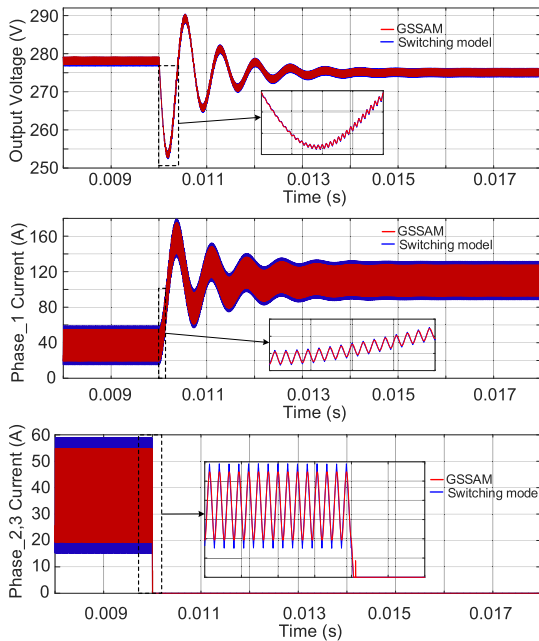 Output Voltage (V)
290
280
270
260
250
GSSAM
Switching model
0.009
0.011
0.013
0.015
0.017
Time (s)
Phase_1 Current (A)
160
120
80
40
0
GSSAM
Switching model
0.009
0.011
0.013
0.015
0.017
Time (s)
Phase_2,3 Current (A)
60
50
40
30
20
10
0
GSSAM
Switching mode
0.009
0.011
0.013
0.015
0.017
Time (s)